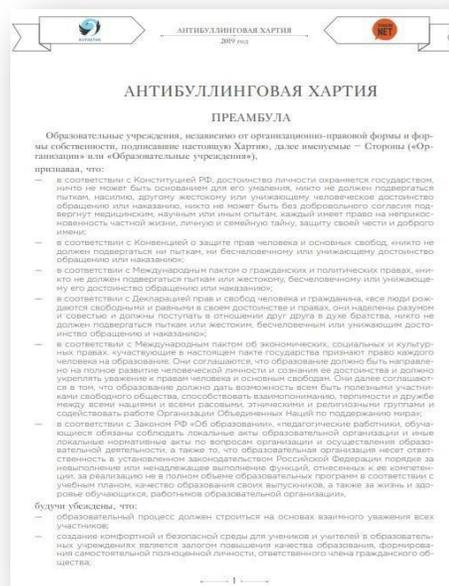 АНТИБУЛЛИНГОВАЯ ХАРТИЯ
2019 год
NET
АНТИБУЛЛИНГОВАЯ ХАРТИЯ
ПРЕАМБУЛА
Образовательные учреждения, независимо от организационно-правовой формы и фор-
мы собственности, подписавшие настоящую Хартию, далее именуемые — Стороны («Ор-
ганизации» или «Образовательные учреждения»),
признавая, что:
— в соответствии с Конституцией РФ, достоинство личности охраняется государством,
ничто не может быть основанием для его умаления, никто не должен подвергаться
пыткам, насилию, другому жестокому или унижающему человеческое достоинство
обращению или наказанию, никто не может быть без добровольного согласия под-
вергнут медицинским, научным или иным опытам, каждый имеет право на неприкос-
новенность частной жизни, личную и семейную тайну, защиту своей чести и доброго
имени;
— в соответствии с Конвенцией о защите прав человека и основных свобод, «никто не
должен подвергаться ни пыткам, ни бесчеловечному или унижающему достоинство
обращению или наказанию»;
— в соответствии с Международным пактом о гражданских и политических правах, «ни-
кто не должен подвергаться пыткам или жестокому, бесчеловечному или унижающе-
му его достоинство обращению или наказанию»;
— в соответствии с Декларацией прав и свобод человека и гражданина, «все люди рож-
даются свободными и равными в своем достоинстве и правах, они наделены разумом
и совестью и должны поступать в отношении друг друга в духе братства, никто не
должен подвергаться пыткам или жестоким, бесчеловечным или унижающим досто-
инство обращению и наказанию»;
— в соответствии с Международным пактом об экономических, социальных и культур-
ных правах, «участвующие в настоящем пакте государства признают право каждого
человека на образование. Они соглашаются, что образование должно быть направле-
но на полное развитие человеческой личности и сознания ее достоинства и должно
укреплять уважение к правам человека и основным свободам. Они далее соглашают-
ся в том, что образование должно дать возможность всем быть полезными участни-
ками свободного общества, способствовать взаимопониманию, терпимости и дружбе
между всеми нациями и всеми расовыми, этническими и религиозными группами и
содействовать работе Организации Объединенных Наций по поддержанию мира»;
— в соответствии с Законом РФ «Об образовании», «педагогические работники, обуча-
ющиеся обязаны соблюдать локальные акты образовательной организации и иные
локальные нормативные акты по вопросам организации и осуществления образо-
вательной деятельности, а также то, что образовательная организация несет ответ-
ственность в установленном законодательством Российской Федерации порядке за
невыполнение или ненадлежащее выполнение функций, отнесенных к ее компетен-
ции, за реализацию не в полном объеме образовательных программ в соответствии с
учебным планом, качество образования своих выпускников, а также за жизнь и здо-
ровье обучающихся, работников образовательной организации»,
будучи убеждены, что:
образовательный процесс должен строиться на основах взаимного уважения всех
участников;
— создание комфортной и безопасной среды для учеников и учителей в образователь-
ных учреждениях является залогом повышения качества образования, формирова-
ния самостоятельной полноценной личности, ответственного члена гражданского об-
щества;
1